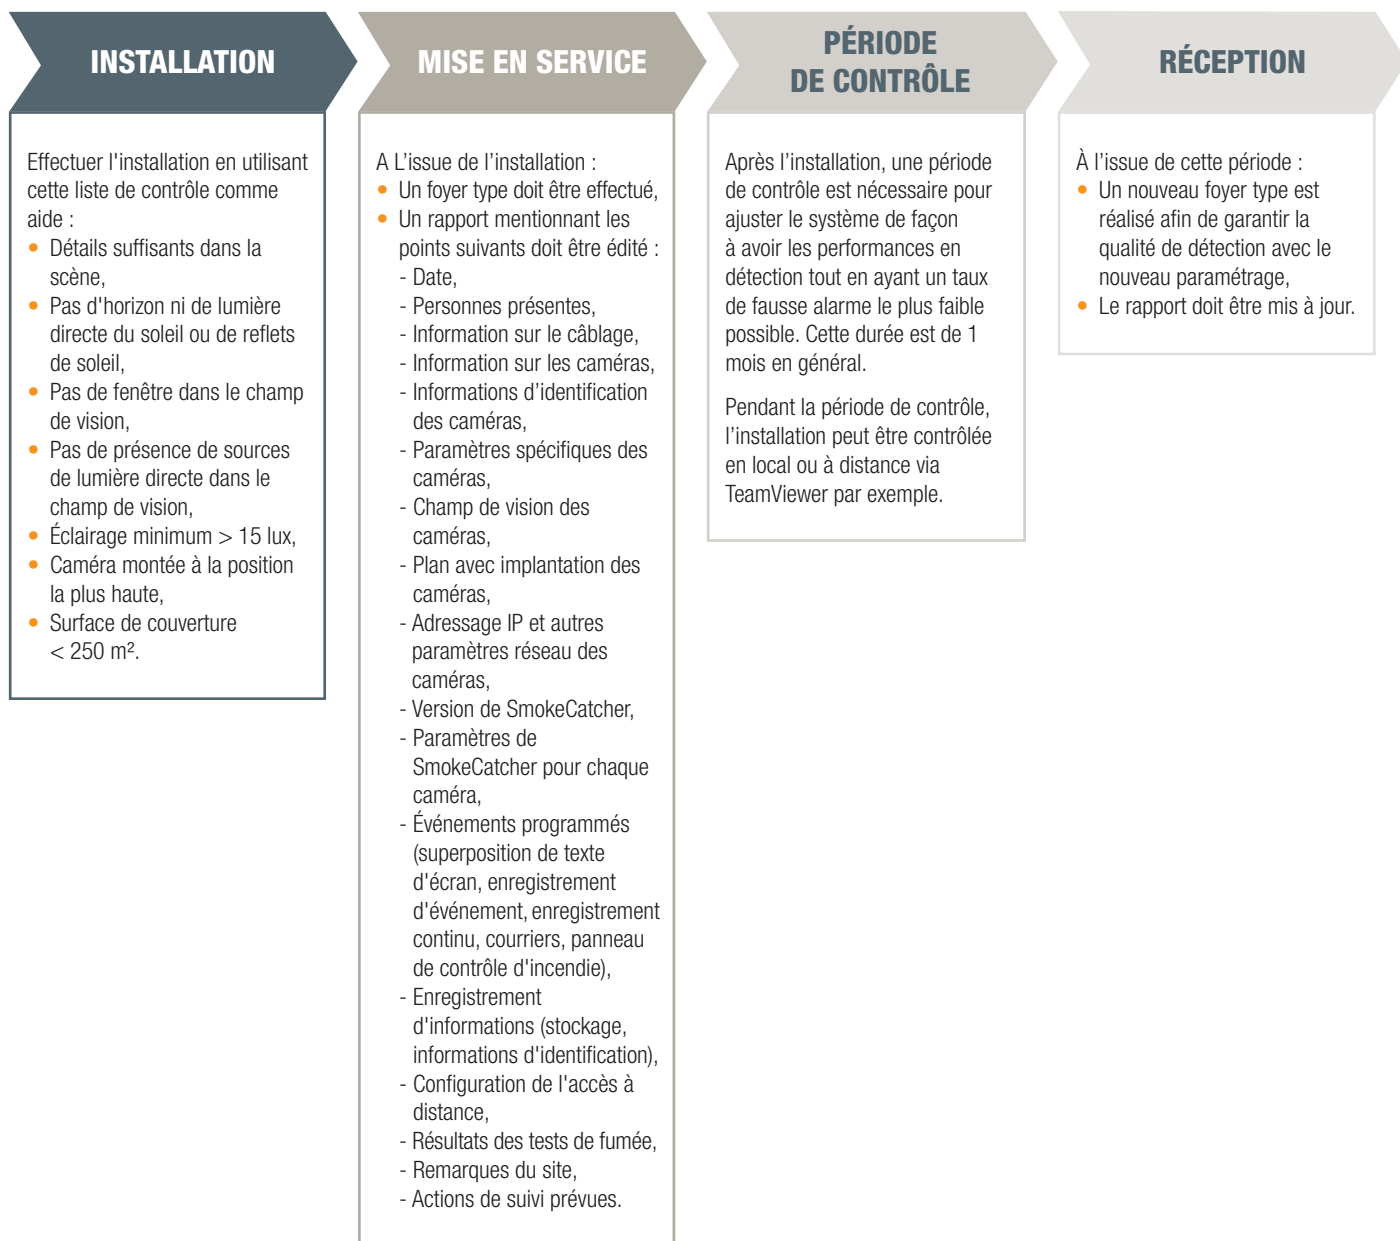 INSTALLATION
Effectuer l'installation en utilisant
cette liste de contrôle comme
aide :
• Détails suffisants dans la
scène,
• Pas d'horizon ni de lumière
directe du soleil ou de reflets
de soleil,
• Pas de fenêtre dans le champ
de vision,
• Pas de présence de sources
de lumière directe dans le
champ de vision,
• Éclairage minimum > 15 lux,
• Caméra montée à la position
la plus haute,
• Surface de couverture
< 250 m².
MISE EN SERVICE
A L’issue de l’installation :
• Un foyer type doit être effectué,
• Un rapport mentionnant les
points suivants doit être édité :
- Date,
- Personnes présentes,
- Information sur le câblage,
- Information sur les caméras,
- Informations d’identification
des caméras,
- Paramètres spécifiques des
caméras,
- Champ de vision des
caméras,
- Plan avec implantation des
caméras,
- Adressage IP et autres
paramètres réseau des
caméras,
- Version de SmokeCatcher,
- Paramètres de
SmokeCatcher pour chaque
caméra,
- Événements programmés
(superposition de texte
d'écran, enregistrement
d'événement, enregistrement
continu, courriers, panneau
de contrôle d'incendie),
- Enregistrement
d'informations (stockage,
informations d'identification),
- Configuration de l'accès à
distance,
- Résultats des tests de fumée,
- Remarques du site,
- Actions de suivi prévues.
PÉRIODE
DE CONTRÔLE
Après l’installation, une période
de contrôle est nécessaire pour
ajuster le système de façon
à avoir les performances en
détection tout en ayant un taux
de fausse alarme le plus faible
possible. Cette durée est de 1
mois en général.
Pendant la période de contrôle,
l’installation peut être contrôlée
en local ou à distance via
TeamViewer par exemple.
RÉCEPTION
À l’issue de cette période :
• Un nouveau foyer type est
réalisé afin de garantir la
qualité de détection avec le
nouveau paramétrage,
• Le rapport doit être mis à jour.